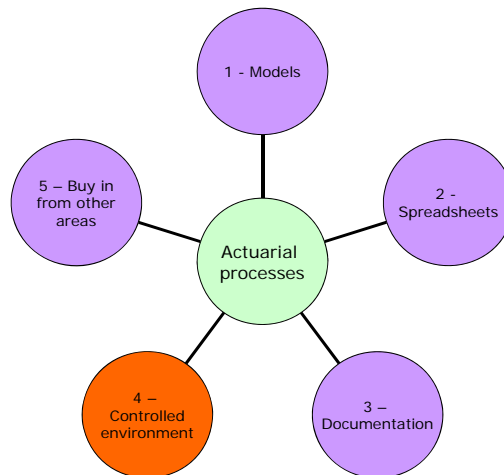 1 - Models
5 – Buy in
from other
areas
2 -
Spreadsheets
Actuarial
processes
4 –
Controlled
environment
3 –
Documentation